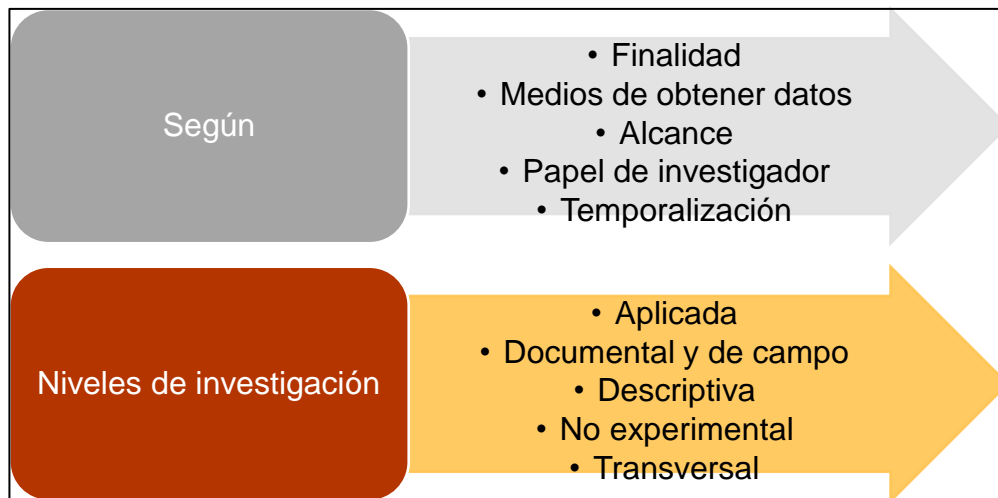 Según
• Finalidad
• Medios de obtener datos
• Alcance
• Papel de investigador
• Temporalización
Niveles de investigación
• Aplicada
• Documental y de campo
• Descriptiva
• No experimental
• Transversal